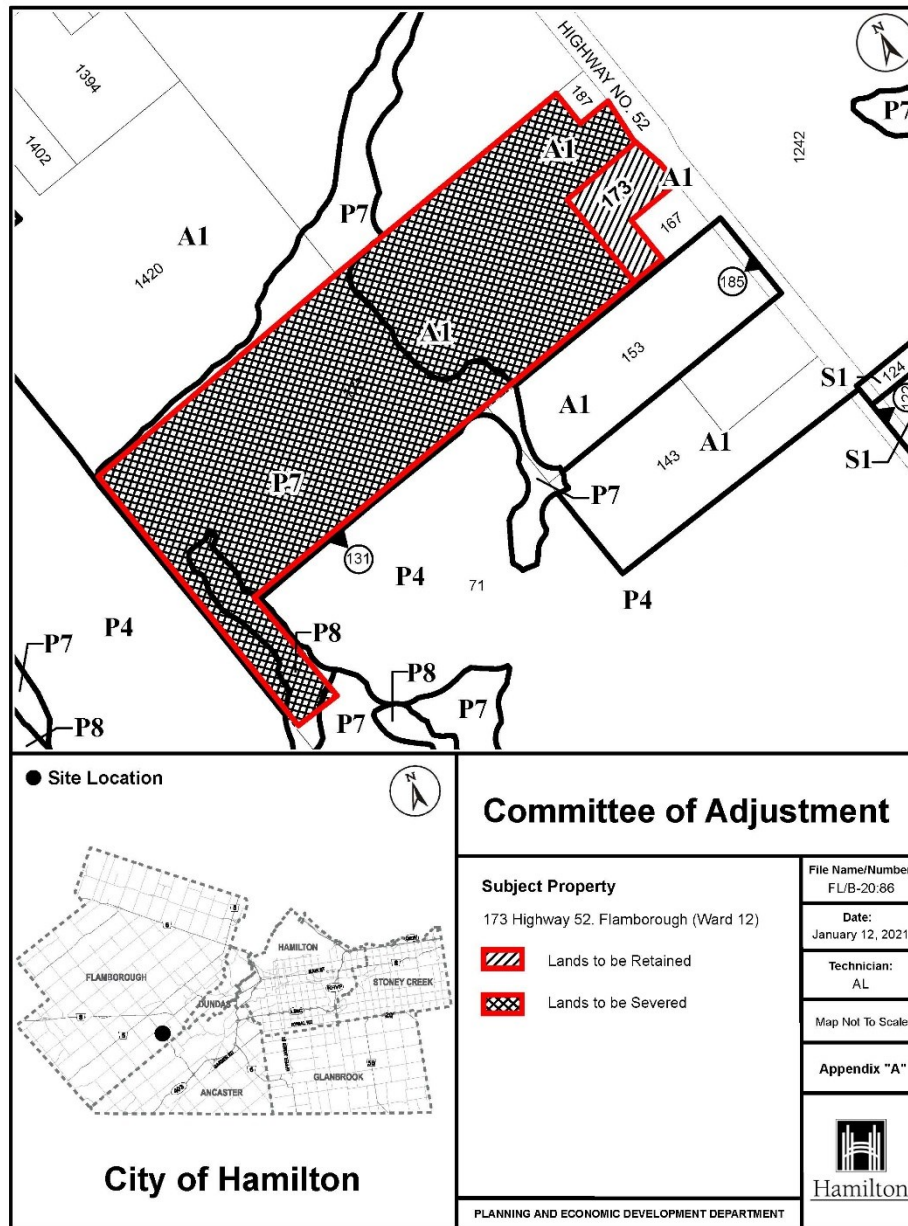 HIGHWAY NO. 52
N
1394
187
P7
1402
A1
1242
A1
173
P7
167
A1
1420
185
A1
153
S1
124
A1
A1
143
S1
P7
P7
131
P4
71
P4
P8
P4
P7
P8
P7
P7
P8
● Site Location
N
FLAMBOROUGH
HAMILTON
STONEY CREEK
DUNDAS
GLANBROOK
ANCASTER
City of Hamilton
Committee of Adjustment
Subject Property
173 Highway 52. Flamborough (Ward 12)
Lands to be Retained
Lands to be Severed
File Name/Number
FL/B-20:86
Date:
January 12, 2021
Technician:
AL
Map Not To Scale
Appendix "A"
Hamilton
PLANNING AND ECONOMIC DEVELOPMENT DEPARTMENT